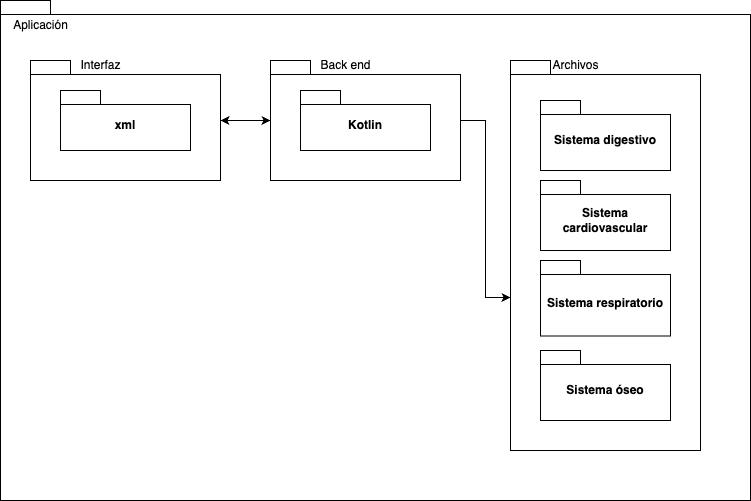 Aplicación
Interfaz
xml
Back end
Kotlin
Archivos
Sistema digestivo
Sistema
cardiovascular
Sistema respiratorio
Sistema óseo